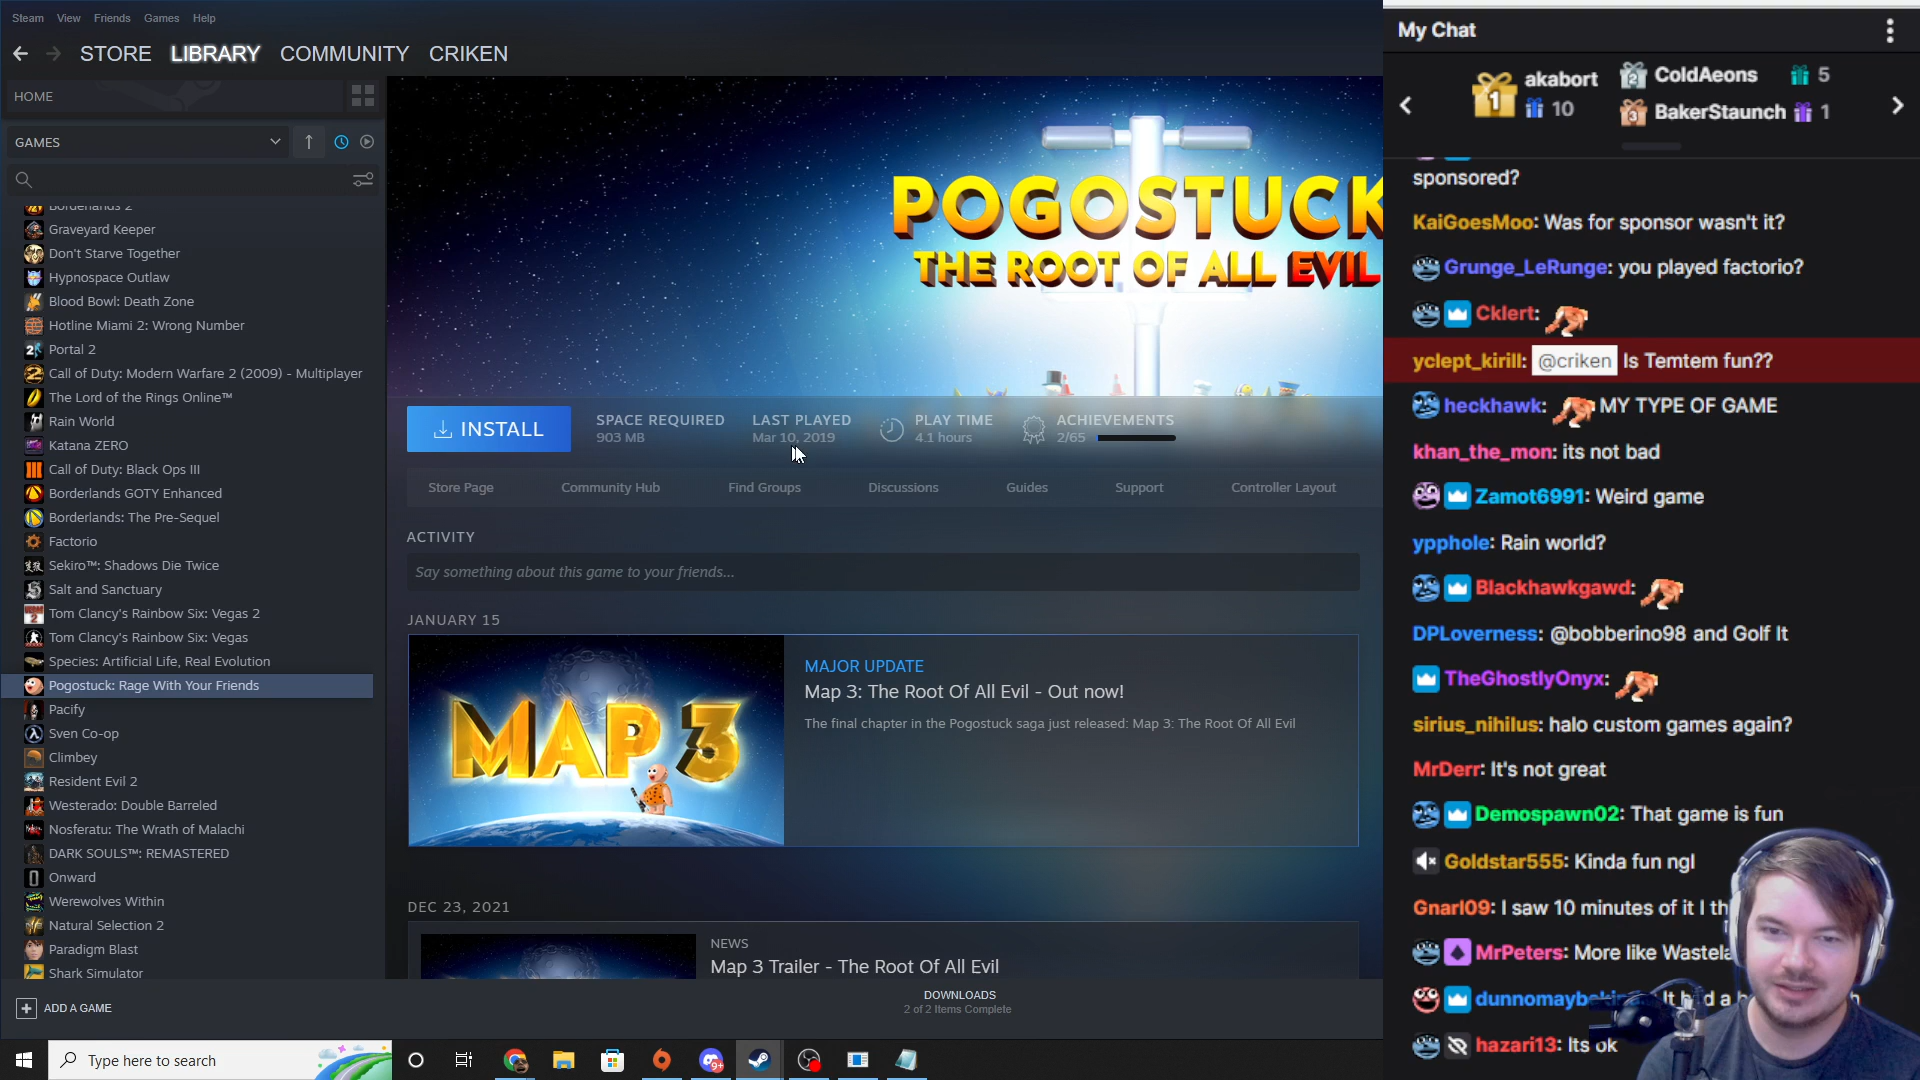 Steam View Friends Games Help
STORE LIBRARY COMMUNITY CRIKEN
HOME
GAMES
Borderlands 2
Graveyard Keeper
Don't Starve Together
Hypnospace Outlaw
Blood Bowl: Death Zone
Hotline Miami 2: Wrong Number
Portal 2
Call of Duty: Modern Warfare 2 (2009) - Multiplayer
The Lord of the Rings Online™
Rain World
Katana ZERO
Call of Duty: Black Ops III
Borderlands GOTY Enhanced
Borderlands: The Pre-Sequel
Factorio
Sekiro™: Shadows Die Twice
Salt and Sanctuary
Tom Clancy's Rainbow Six: Vegas 2
Tom Clancy's Rainbow Six: Vegas
Species: Artificial Life, Real Evolution
Pogostuck: Rage With Your Friends
Pacify
Sven Co-op
Climbey
Resident Evil 2
Westerado: Double Barreled
Nosferatu: The Wrath of Malachi
DARK SOULS™: REMASTERED
Onward
Werewolves Within
Natural Selection 2
Paradigm Blast
Shark Simulator
ADD A GAME
POGOSTUCK
THE ROOT OF ALL EVIL
INSTALL
SPACE REQUIRED
903 MB
LAST PLAYED
Mar 10, 2019
PLAY TIME
4.1 hours
ACHIEVEMENTS
2/65
Store Page Community Hub Find Groups Discussions Guides Support Controller Layout
ACTIVITY
Say something about this game to your friends...
JANUARY 15
MAP 3
MAJOR UPDATE
Map 3: The Root Of All Evil - Out now!
The final chapter in the Pogostuck saga just released: Map 3: The Root Of All Evil
DEC 23, 2021
NEWS
Map 3 Trailer - The Root Of All Evil
DOWNLOADS
2 of 2 Items Complete
Type here to search
9+
My Chat
1 akabort 10
2 ColdAeons 5
3 BakerStaunch 1
sponsored?
KaiGoesMoo: Was for sponsor wasn't it?
Grunge_LeRunge: you played factorio?
Cklert:
yclept_kirill: @criken Is Temtem fun??
heckhawk: MY TYPE OF GAME
khan_the_mon: its not bad
Zamot6991: Weird game
ypphole: Rain world?
Blackhawkgawd:
DPLoverness: @bobberino98 and Golf It
TheGhostlyOnyx:
sirius_nihilus: halo custom games again?
MrDerr: It's not great
Demospawn02: That game is fun
Goldstar555: Kinda fun ngl
Gnarl09: I saw 10 minutes of it I th
MrPeters: More like Wastela
hazari13: Its ok